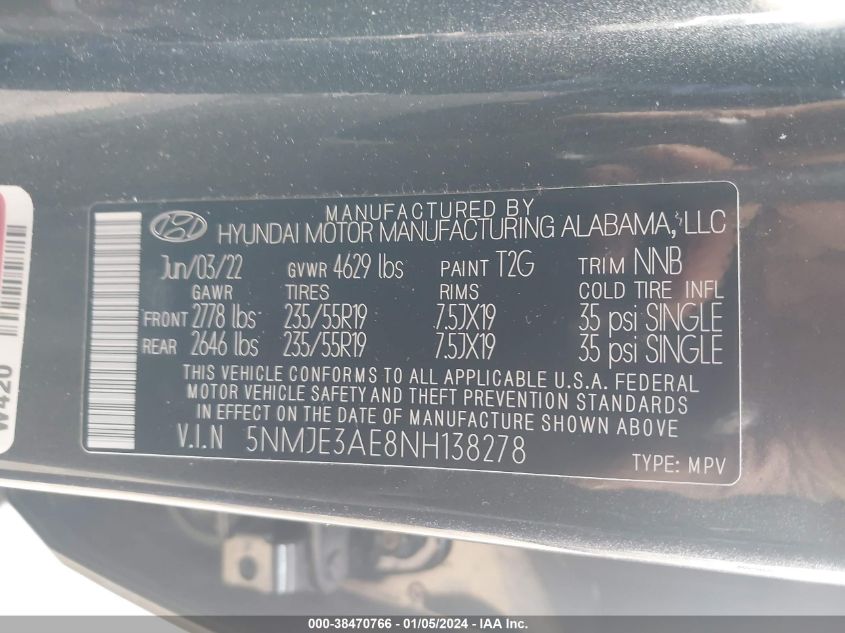 MANUFACTURED BY
HYUNDAI MOTOR MANUFACTURING ALABAMA, LLC
Jun/03/22 GVWR 4629 lbs PAINT T2G TRIM NNB
GAWR TIRES RIMS COLD TIRE INFL
FRONT 2778 lbs 235/55R19 7.5JX19 35 psi SINGLE
REAR 2646 lbs 235/55R19 7.5JX19 35 psi SINGLE
THIS VEHICLE CONFORMS TO ALL APPLICABLE U.S.A. FEDERAL
MOTOR VEHICLE SAFETY AND THEFT PREVENTION STANDARDS
IN EFFECT ON THE DATE OF MANUFACTURE SHOWN ABOVE
V.I.N 5NMJE3AE8NH138278
TYPE: MPV
W420
000-38470766 - 01/05/2024 - IAA Inc.